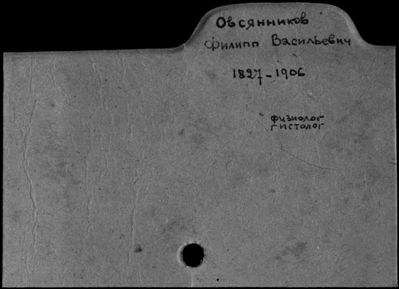 Овсянников
Филипп Васильевич
1827-1906
физиолог
гистолог